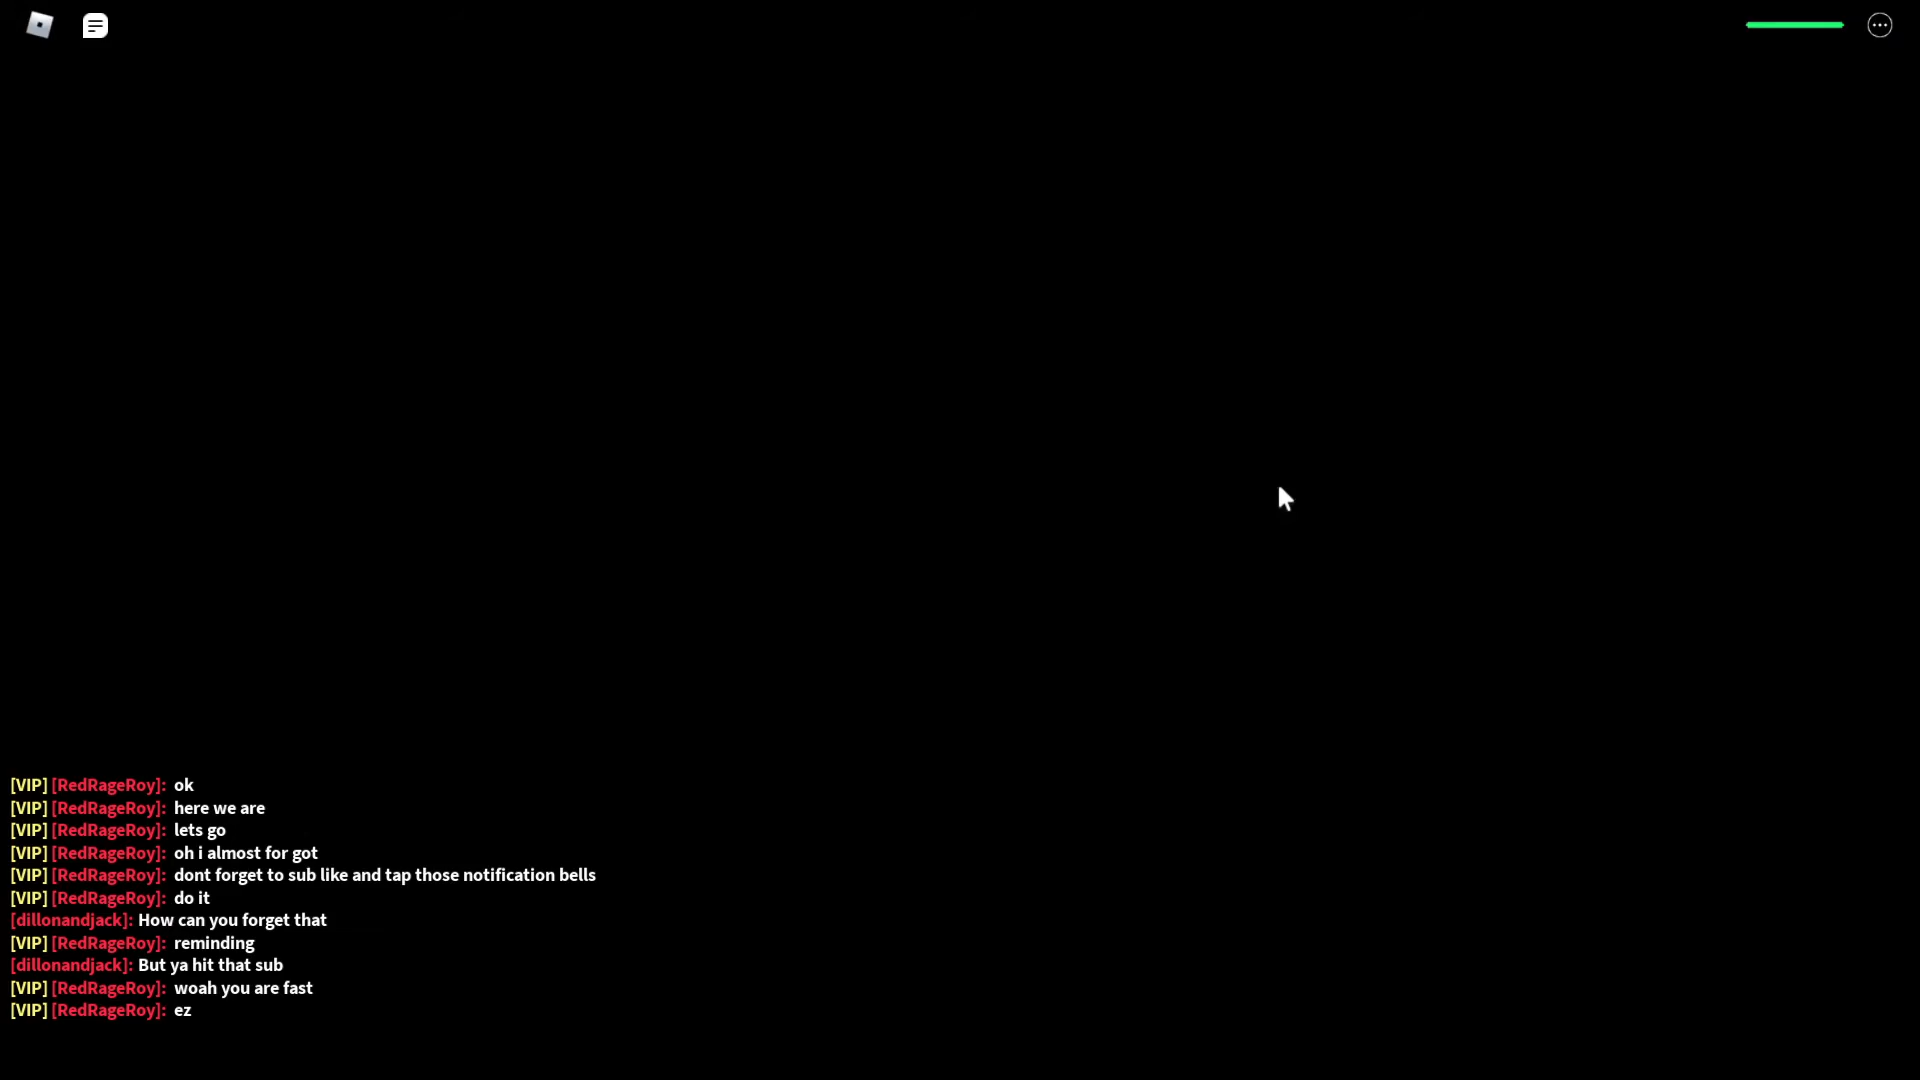 [VIP] [RedRageRoy]: ok
[VIP] [RedRageRoy]: here we are
[VIP] [RedRageRoy]: lets go
[VIP] [RedRageRoy]: oh i almost for got
[VIP] [RedRageRoy]: dont forget to sub like and tap those notification bells
[VIP] [RedRageRoy]: do it
[dillonandjack]: How can you forget that
[VIP] [RedRageRoy]: reminding
[dillonandjack]: But ya hit that sub
[VIP] [RedRageRoy]: woah you are fast
[VIP] [RedRageRoy]: ez